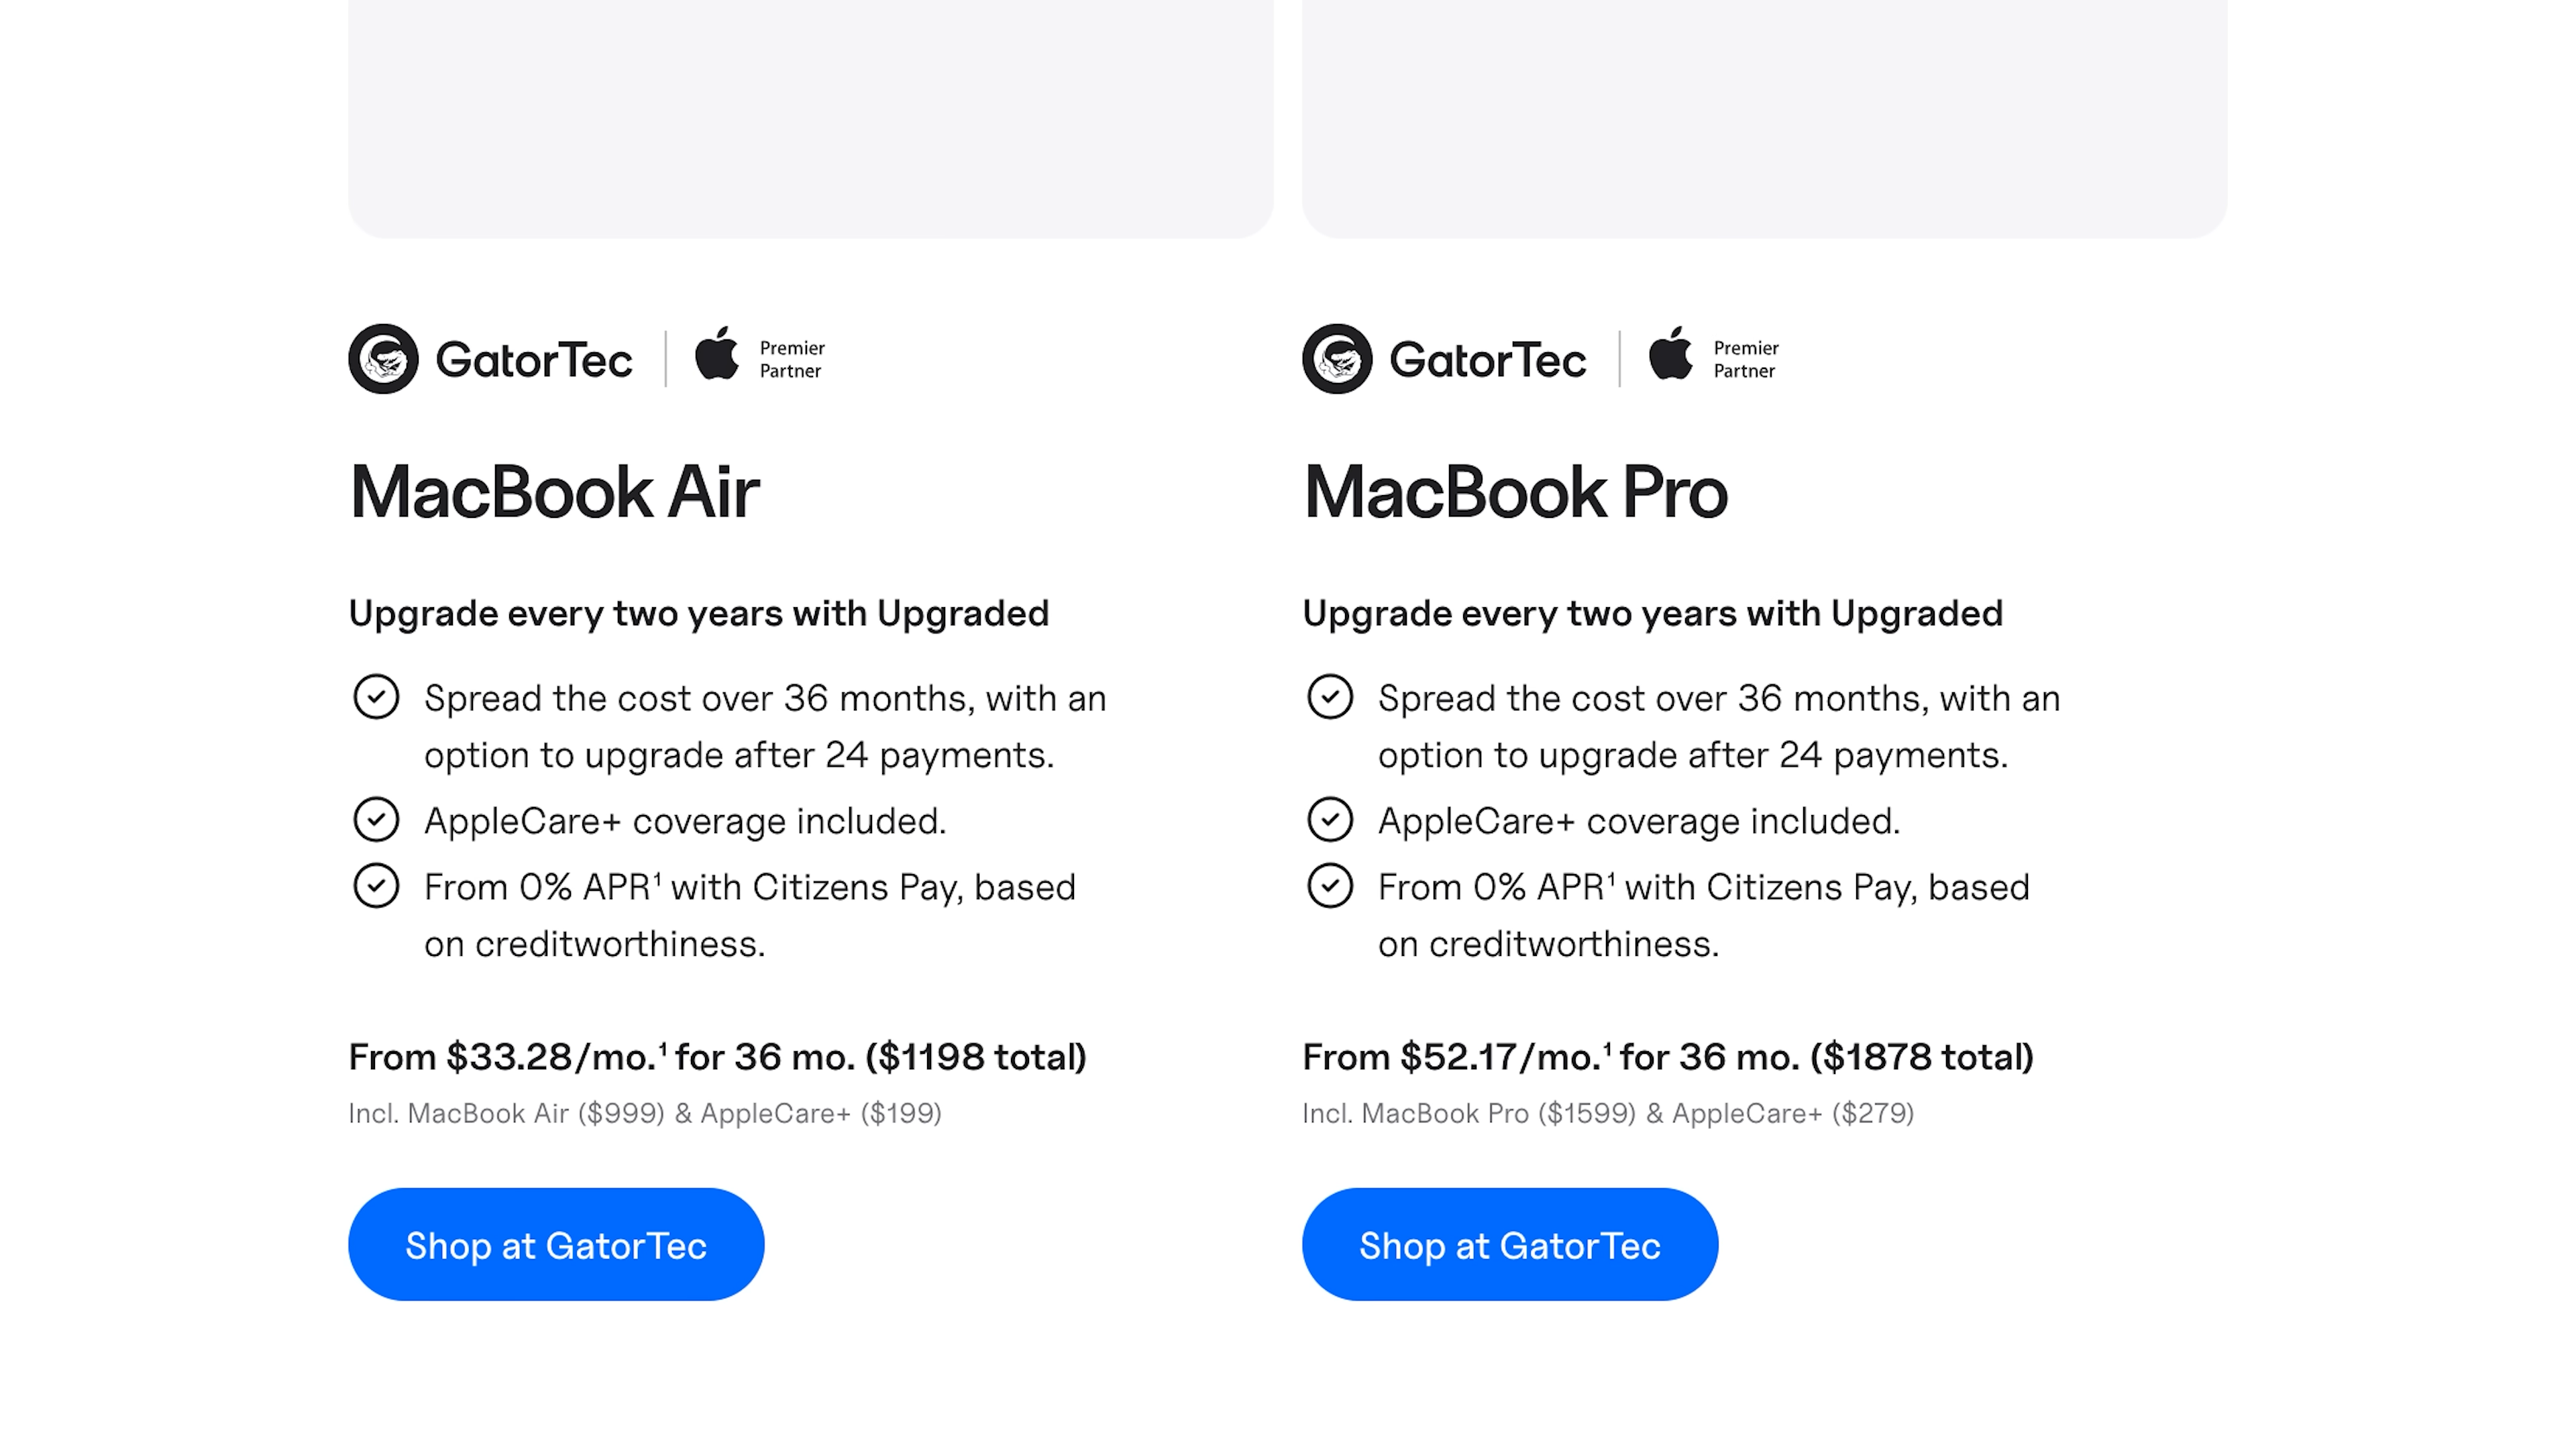 GatorTec
Premier
Partner
MacBook Air
Upgrade every two years with Upgraded
Spread the cost over 36 months, with an
option to upgrade after 24 payments.
AppleCare+ coverage included.
From 0% APR¹ with Citizens Pay, based
on creditworthiness.
From $33.28/mo.¹ for 36 mo. ($1198 total)
Incl. MacBook Air ($999) & AppleCare+ ($199)
Shop at GatorTec
GatorTec
Premier
Partner
MacBook Pro
Upgrade every two years with Upgraded
Spread the cost over 36 months, with an
option to upgrade after 24 payments.
AppleCare+ coverage included.
From 0% APR¹ with Citizens Pay, based
on creditworthiness.
From $52.17/mo.¹ for 36 mo. ($1878 total)
Incl. MacBook Pro ($1599) & AppleCare+ ($279)
Shop at GatorTec